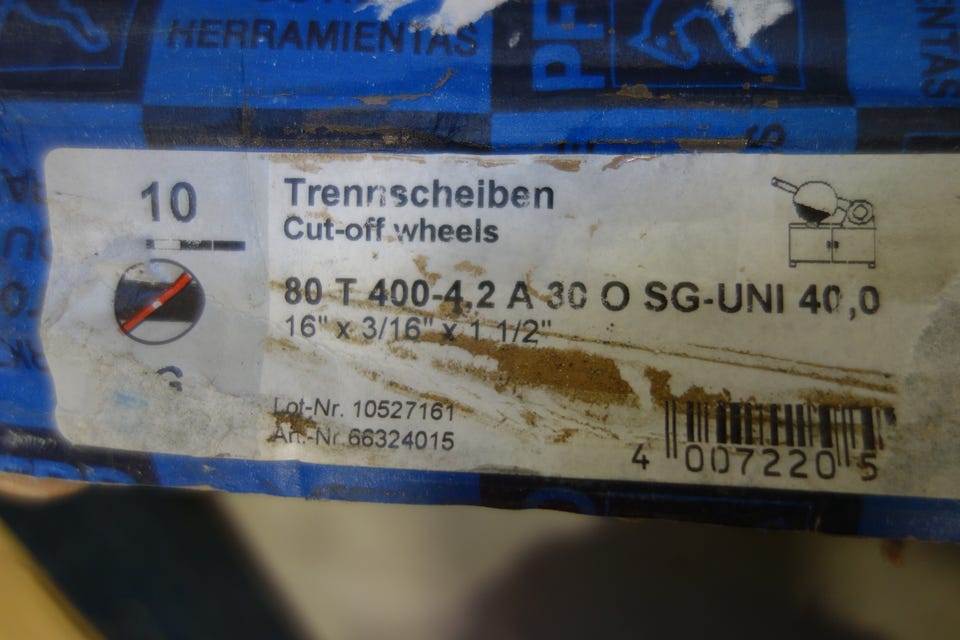 HERRAMIENTAS
PF
10
Trennscheiben
Cut-off wheels
80 T 400-4,2 A 30 O SG-UNI 40,0
16" x 3/16" x 1 1/2"
Lot-Nr. 10527161
Art.-Nr. 66324015
4 007220 5